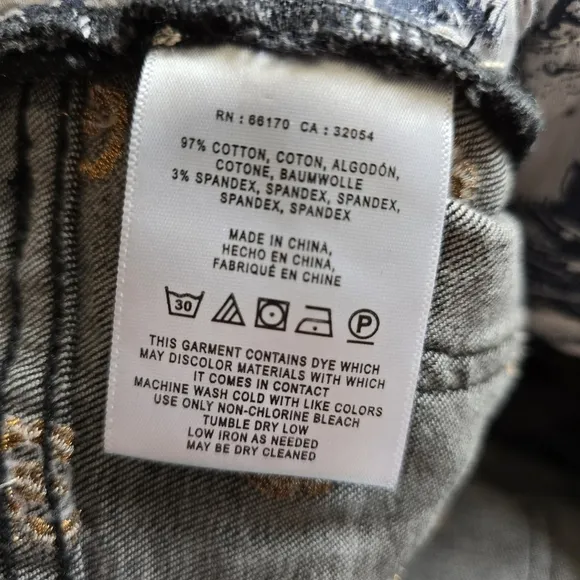 RN : 66170 CA : 32054
97% COTTON, COTON, ALGODÓN,
COTONE, BAUMWOLLE
3% SPANDEX, SPANDEX, SPANDEX,
SPANDEX, SPANDEX
MADE IN CHINA,
HECHO EN CHINA,
FABRIQUÉ EN CHINE
30 P
THIS GARMENT CONTAINS DYE WHICH
MAY DISCOLOR MATERIALS WITH WHICH
IT COMES IN CONTACT
MACHINE WASH COLD WITH LIKE COLORS
USE ONLY NON-CHLORINE BLEACH
TUMBLE DRY LOW
LOW IRON AS NEEDED
MAY BE DRY CLEANED